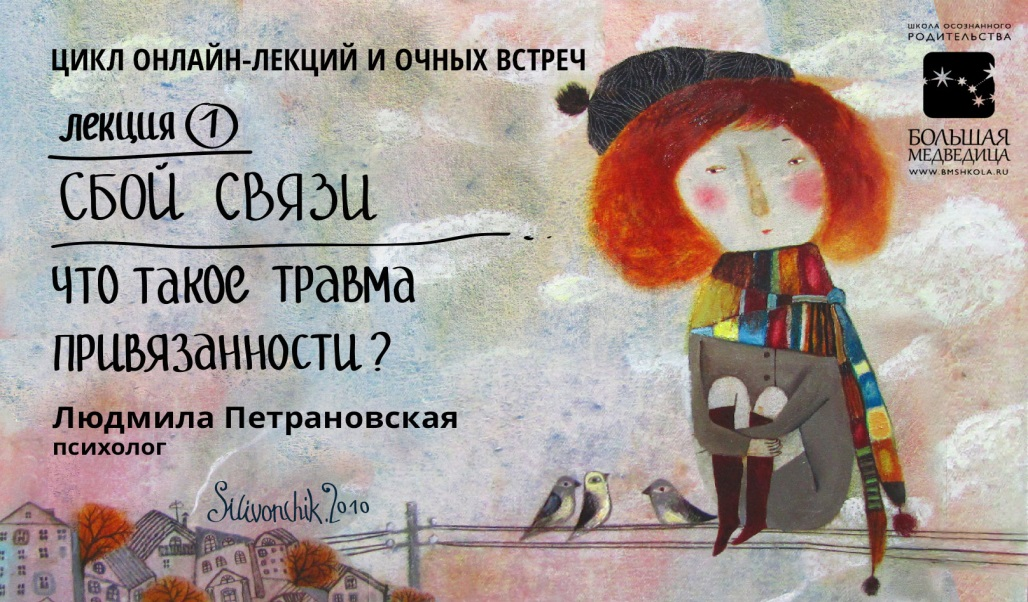 ЦИКЛ ОНЛАЙН-ЛЕКЦИЙ И ОЧНЫХ ВСТРЕЧ
лекция 1
СБОЙ СВЯЗИ
что такое травма
привязанности?
Людмила Петрановская
психолог
Silivonchik.2010
ШКОЛА ОСОЗНАННОГО
РОДИТЕЛЬСТВА
БОЛЬШАЯ
МЕДВЕДИЦА
WWW.BMSHKOLA.RU